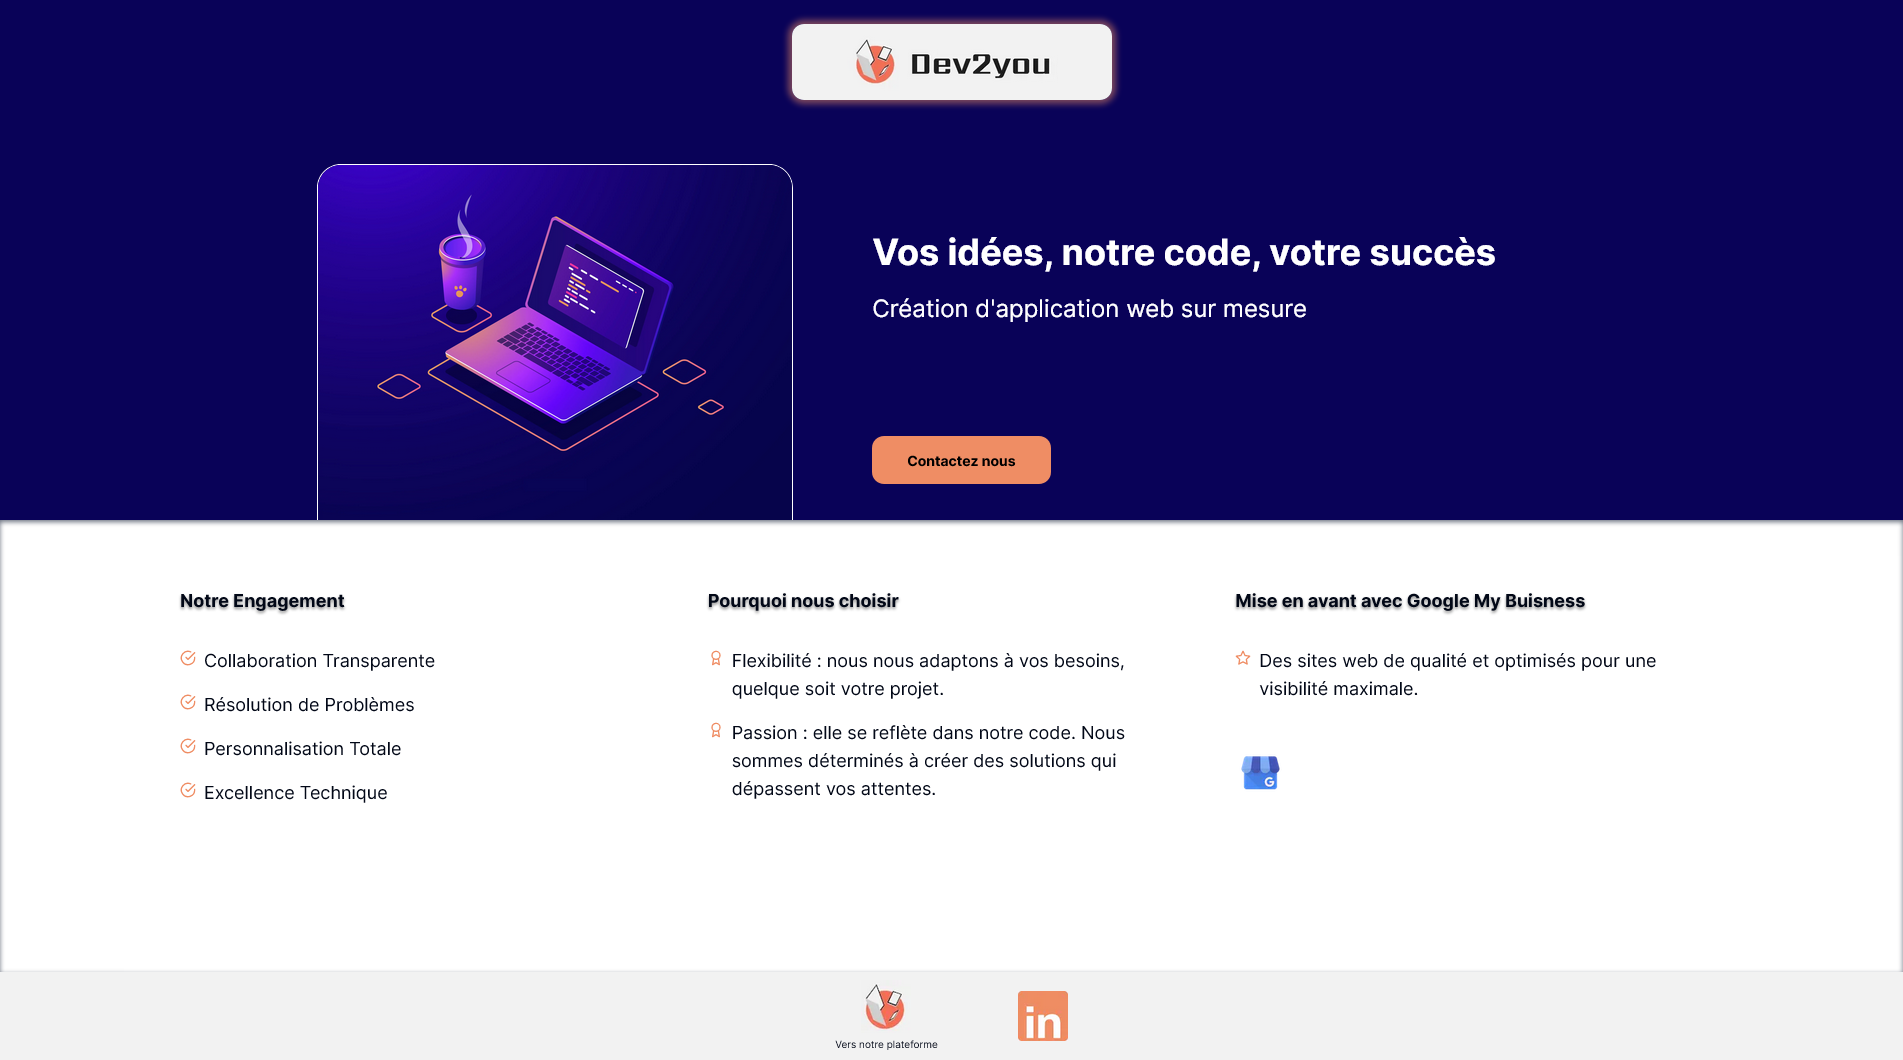 Dev2you
Vos idées, notre code, votre succès
Création d'application web sur mesure
Contactez nous
Notre Engagement
Collaboration Transparente
Résolution de Problèmes
Personnalisation Totale
Excellence Technique
Pourquoi nous choisir
Flexibilité : nous nous adaptons à vos besoins,
quelque soit votre projet.
Passion : elle se reflète dans notre code. Nous
sommes déterminés à créer des solutions qui
dépassent vos attentes.
Mise en avant avec Google My Buisness
Des sites web de qualité et optimisés pour une
visibilité maximale.
G
Vers notre plateforme
in